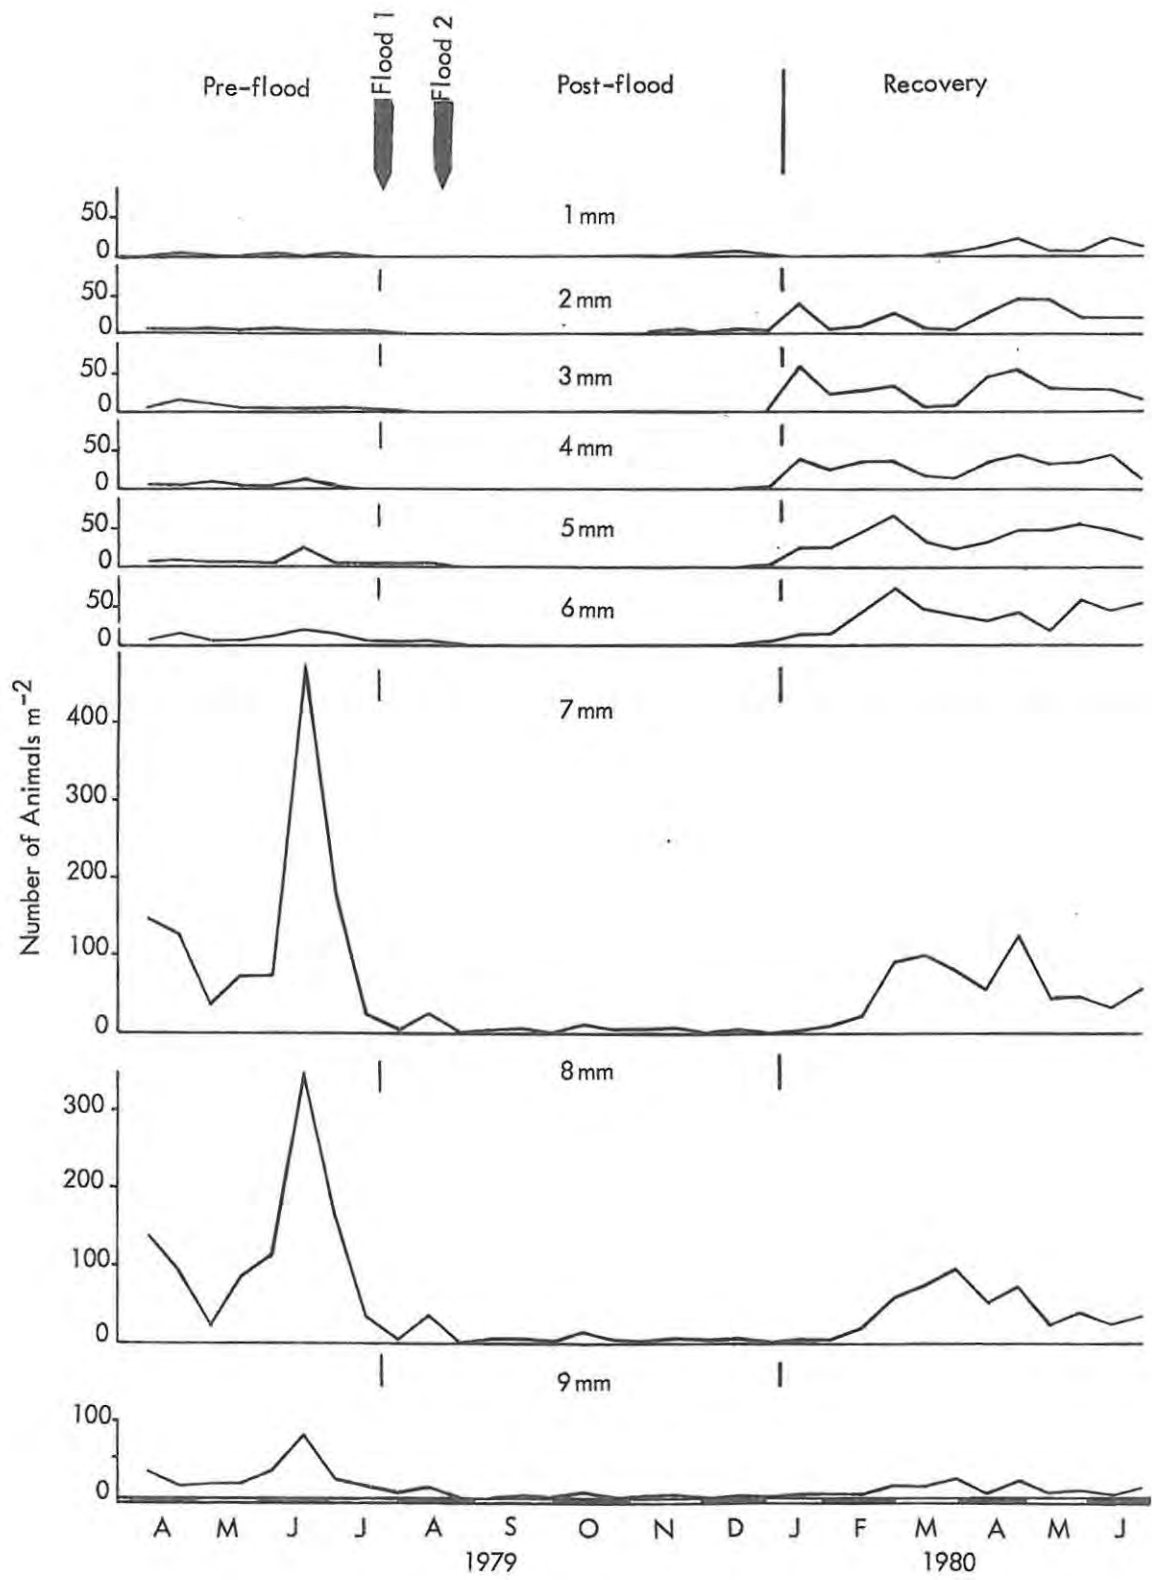 Flood 1
Flood 2
Pre-flood
Post-flood
Recovery
50
0
1 mm
50
0
2 mm
50
0
3 mm
50
0
4 mm
50
0
5 mm
50
0
6 mm
Number of Animals m⁻²
400
300
200
100
0
7 mm
300
200
100
0
8 mm
100
0
9 mm
A M J J A S O N D J F M A M J
1979 1980